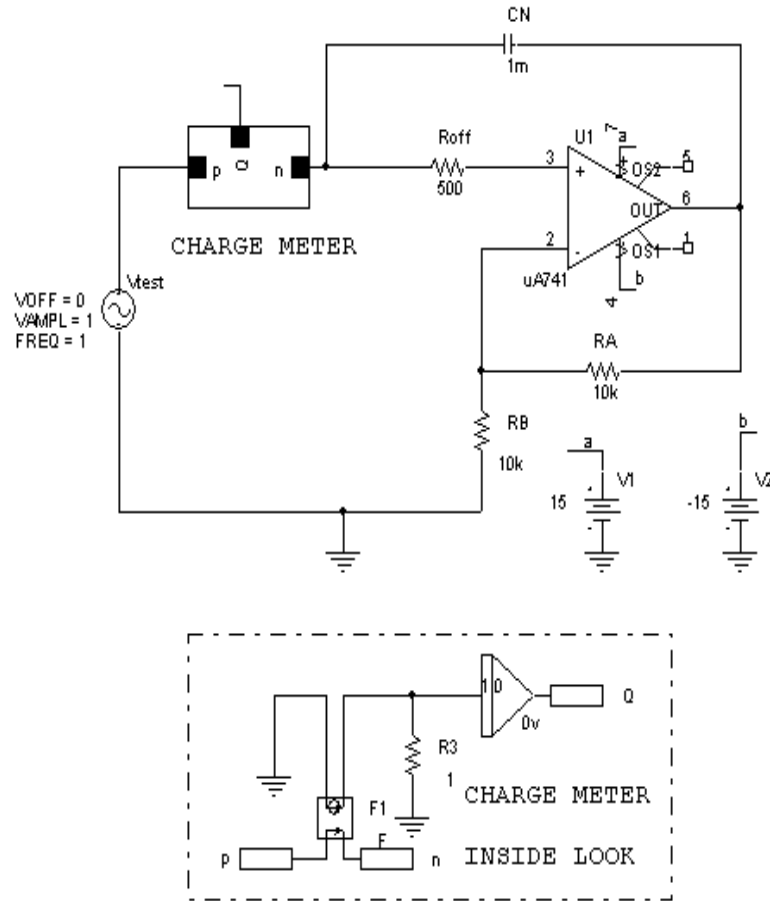 CN
1m
Q
p
n
CHARGE METER
Roff
500
U1
3
+
2
-
uA741
7
a
+
OS2
5
OUT
6
OS1
1
4
b
Vtest
VOFF = 0
VAMPL = 1
FREQ = 1
RA
10k
RB
10k
a
V1
15
b
V2
-15
1.0
0v
Q
R3
1
F1
F
p
n
CHARGE METER
INSIDE LOOK